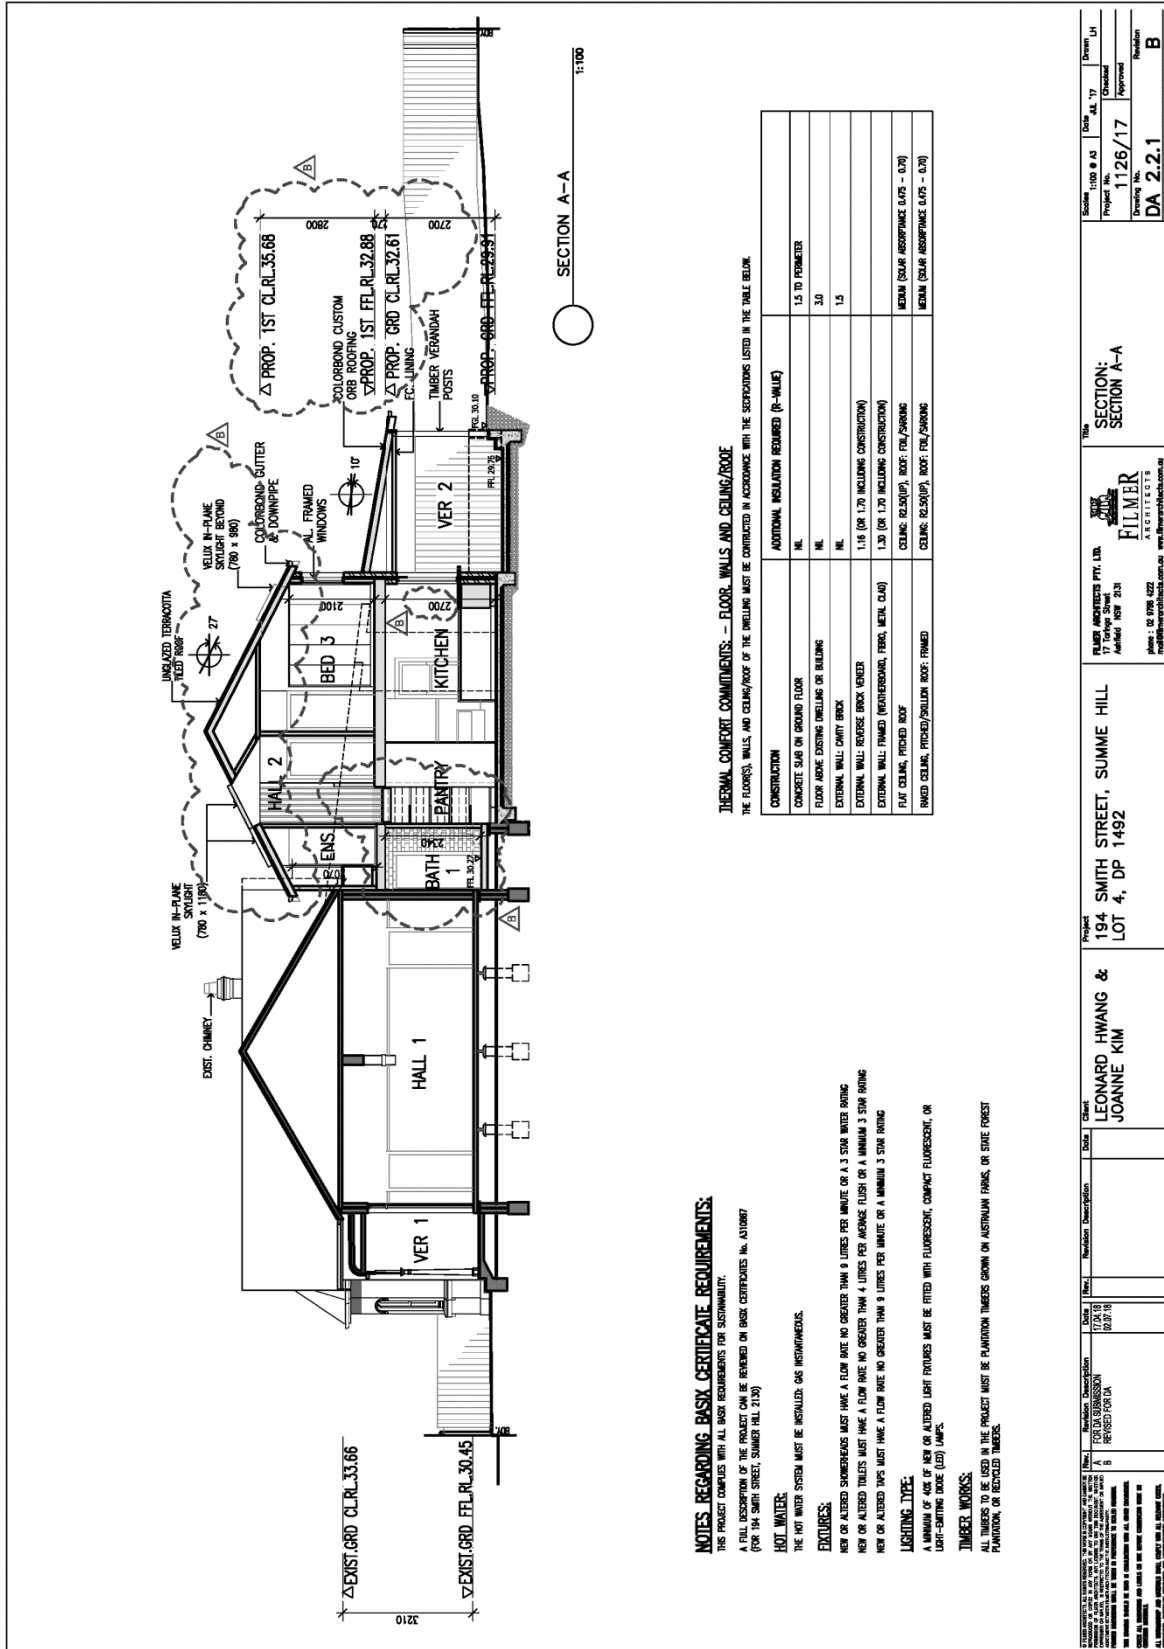 △EXIST.GRD CL.RL.33.66
▽EXIST.GRD FFL.RL.30.45
3210
BDY.
VER 1
HALL 1
EXIST. CHIMNEY
VELUX IN-PLANE
SKYLIGHT
(780 x 1180)
ENS
BATH
1
2340
FFL 30.27
HALL 2
PANTRY
UNGLAZED TERRACOTTA
TILED ROOF
27°
BED 3
2100
KITCHEN
2700
VELUX IN-PLANE
SKYLIGHT BEYOND
(780 x 980)
COLORBOND GUTTER
& DOWNPIPE
AL. FRAMED
WINDOWS
10°
VER 2
FFL 29.76
FGL 30.10
COLORBOND CUSTOM
ORB ROOFING
FC. LINING
TIMBER VERANDAH
POSTS
△PROP. 1ST CL.RL.35.68
▽PROP. 1ST FFL.RL.32.88
△PROP. GRD CL.RL.32.61
▽PROP. GRD FFL.RL.29.91
2800
270
2700
B
B
B
B
BDY.
SECTION A-A
1:100
NOTES REGARDING BASIX CERTIFICATE REQUIREMENTS:
THIS PROJECT COMPLIES WITH ALL BASIX REQUIREMENTS FOR SUSTAINABILITY.
A FULL DESCRIPTION OF THE PROJECT CAN BE REVIEWED ON BASIX CERTIFICATES No. A310867
(FOR 194 SMITH STREET, SUMMER HILL 2130)
HOT WATER:
THE HOT WATER SYSTEM MUST BE INSTALLED: GAS INSTANTANEOUS.
FIXTURES:
NEW OR ALTERED SHOWERHEADS MUST HAVE A FLOW RATE NO GREATER THAN 9 LITRES PER MINUTE OR A 3 STAR WATER RATING
NEW OR ALTERED TOILETS MUST HAVE A FLOW RATE NO GREATER THAN 4 LITRES PER AVERAGE FLUSH OR A MINIMUM 3 STAR RATING
NEW OR ALTERED TAPS MUST HAVE A FLOW RATE NO GREATER THAN 9 LITRES PER MINUTE OR A MINIMUM 3 STAR RATING
LIGHTING TYPE:
A MINIMUM OF 40% OF NEW OR ALTERED LIGHT FIXTURES MUST BE FITTED WITH FLUORESCENT, COMPACT FLUORESCENT, OR
LIGHT-EMITTING DIODE (LED) LAMPS.
TIMBER WORKS:
ALL TIMBERS TO BE USED IN THE PROJECT MUST BE PLANTATION TIMBERS GROWN ON AUSTRALIAN FARMS, OR STATE FOREST
PLANTATION, OR RECYCLED TIMBERS.
THERMAL COMFORT COMMITMENTS: - FLOOR, WALLS AND CEILING/ROOF
THE FLOOR(S), WALLS, AND CEILING/ROOF OF THE DWELLING MUST BE CONSTRUCTED IN ACCORDANCE WITH THE SPECIFICATIONS LISTED IN THE TABLE BELOW.
CONSTRUCTION ADDITIONAL INSULATION REQUIRED (R-VALUE)
CONCRETE SLAB ON GROUND FLOOR NIL 1.5 TO PERIMETER
FLOOR ABOVE EXISTING DWELLING OR BUILDING NIL 3.0
EXTERNAL WALL: CAVITY BRICK NIL 1.5
EXTERNAL WALL: REVERSE BRICK VENEER 1.16 (OR 1.70 INCLUDING CONSTRUCTION)
EXTERNAL WALL: FRAMED (WEATHERBOARD, FIBRO, METAL CLAD) 1.30 (OR 1.70 INCLUDING CONSTRUCTION)
FLAT CEILING, PITCHED ROOF CEILING: R2.50(UP), ROOF: FOIL/SARKING MEDIUM (SOLAR ABSORPTANCE 0.475 - 0.70)
RAKED CEILING, PITCHED/SKILLION ROOF: FRAMED CEILING: R2.50(UP), ROOF: FOIL/SARKING MEDIUM (SOLAR ABSORPTANCE 0.475 - 0.70)
Rev. Revision Description Date
A FOR DA SUBMISSION 17.04.18
B REVISED FOR DA 02.07.18
Rev. Revision Description Date
Client
LEONARD HWANG &
JOANNE KIM
Project
194 SMITH STREET, SUMME HILL
LOT 4, DP 1492
FILMER ARCHITECTS PTY. LTD.
17 Torrings Street
Ashfield NSW 2131
phone : 02 9798 4222
FILMER
ARCHITECTS
Title
SECTION:
SECTION A-A
Scales 1:100 @ A3
Date JUL '17
Drawn LH
Project No.
1126/17
Checked
Approved
Drawing No.
DA 2.2.1
Revision
B